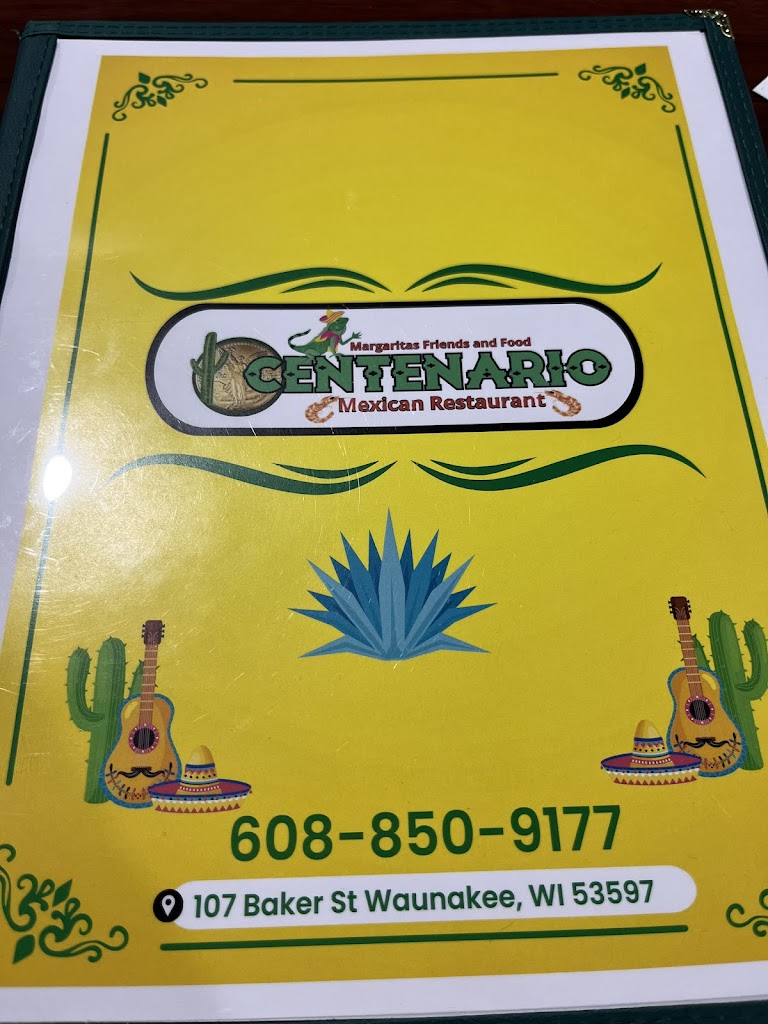 Margaritas Friends and Food
CENTENARIO
Mexican Restaurant
608-850-9177
107 Baker St Waunakee, WI 53597